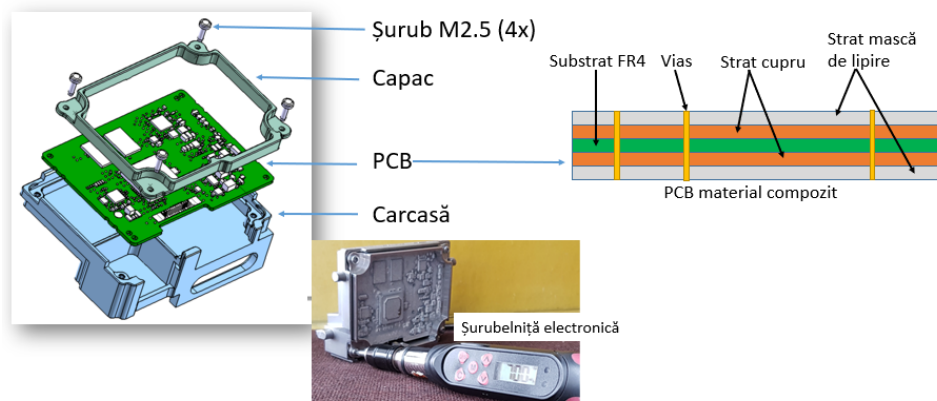 Șurub M2.5 (4x)
Capac
PCB
Carcasă
Șurubelniță electronică
Substrat FR4
Vias
Strat cupru
Strat mască
de lipire
PCB material compozit